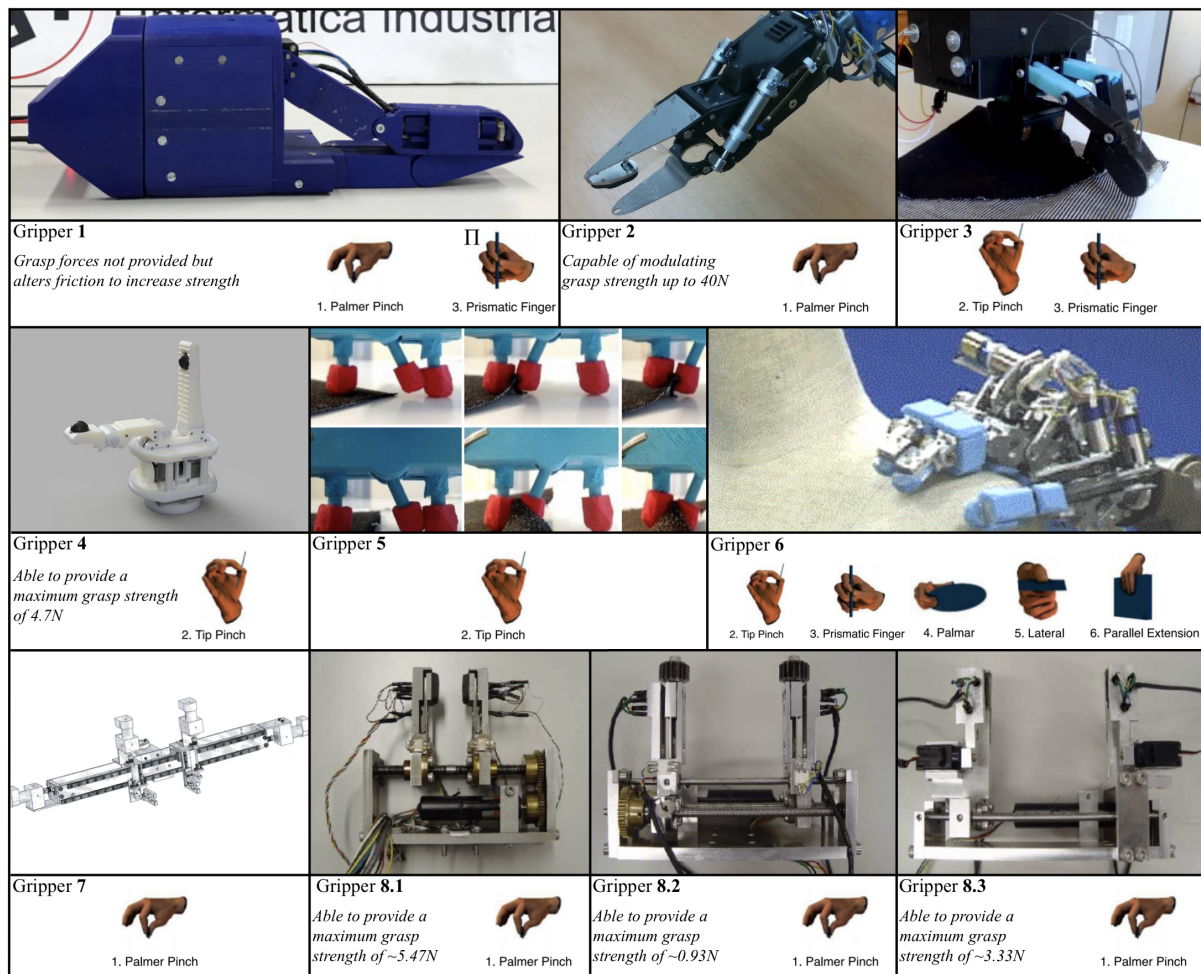 Informatica Industria
Gripper 1
Grasp forces not provided but
alters friction to increase strength
1. Palmer Pinch
Π
3. Prismatic Finger
Gripper 2
Capable of modulating
grasp strength up to 40N
1. Palmer Pinch
Gripper 3
2. Tip Pinch
3. Prismatic Finger
Gripper 4
Able to provide a
maximum grasp strength
of 4.7N
2. Tip Pinch
Gripper 5
2. Tip Pinch
Gripper 6
2. Tip Pinch
3. Prismatic Finger
4. Palmar
5. Lateral
6. Parallel Extension
Gripper 7
1. Palmer Pinch
Gripper 8.1
Able to provide a
maximum grasp
strength of ~5.47N
1. Palmer Pinch
Gripper 8.2
Able to provide a
maximum grasp
strength of ~0.93N
1. Palmer Pinch
Gripper 8.3
Able to provide a
maximum grasp
strength of ~3.33N
1. Palmer Pinch